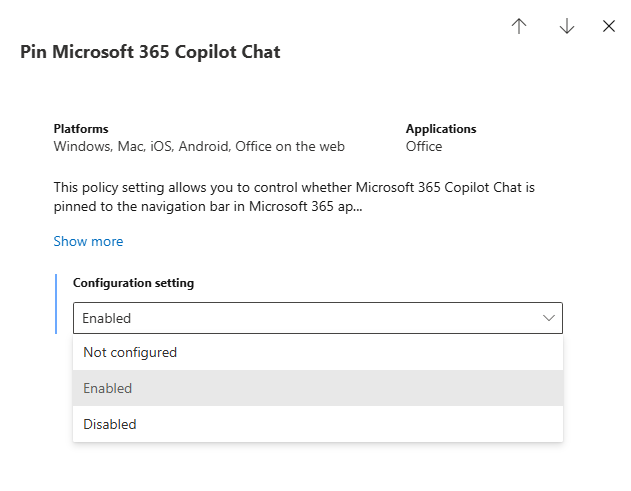 Pin Microsoft 365 Copilot Chat
Platforms
Windows, Mac, iOS, Android, Office on the web
Applications
Office
This policy setting allows you to control whether Microsoft 365 Copilot Chat is
pinned to the navigation bar in Microsoft 365 ap...
Show more
Configuration setting
Enabled
Not configured
Enabled
Disabled